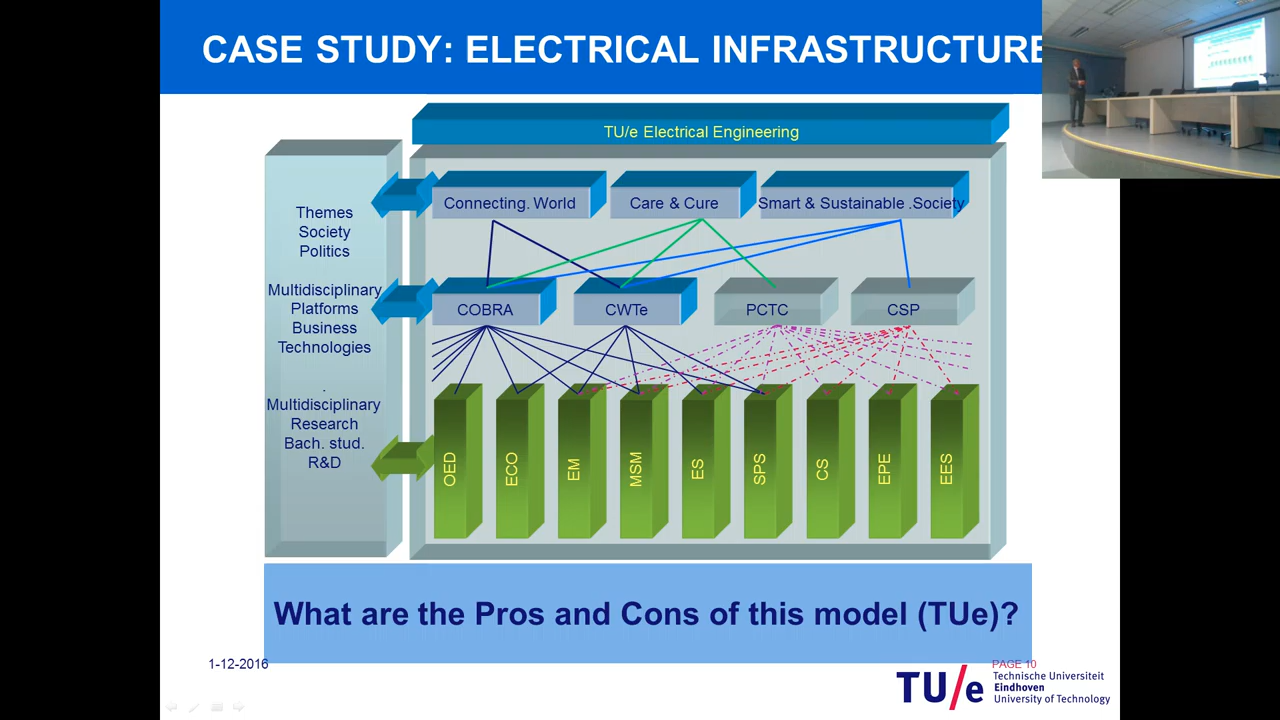 CASE STUDY: ELECTRICAL INFRASTRUCTURE
TU/e Electrical Engineering
Themes
Society
Politics
Connecting. World
Care & Cure
Smart & Sustainable .Society
Multidisciplinary
Platforms
Business
Technologies
COBRA
CWTe
PCTC
CSP
.
Multidisciplinary
Research
Bach. stud.
R&D
OED
ECO
EM
MSM
ES
SPS
CS
EPE
EES
What are the Pros and Cons of this model (TUe)?
1-12-2016
PAGE 10
TU/e
Technische Universiteit
Eindhoven
University of Technology